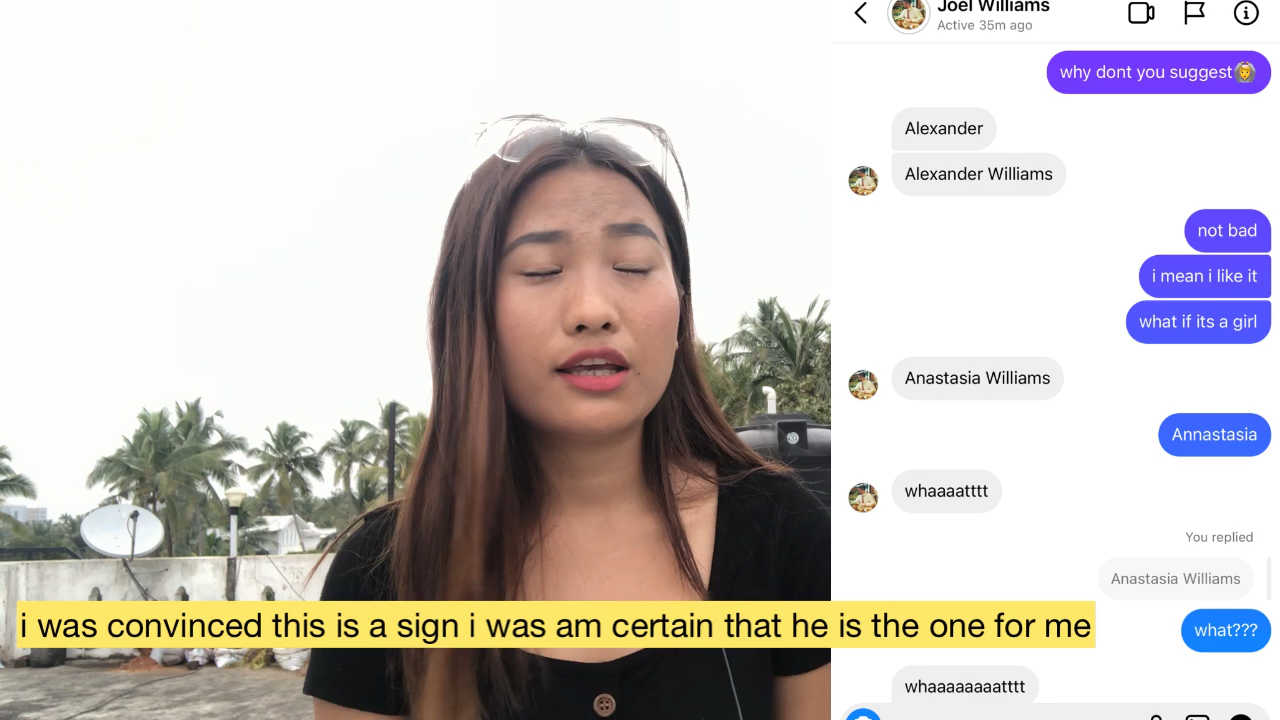 Joel Williams
Active 35m ago
why dont you suggest🙆‍♀️
Alexander
Alexander Williams
not bad
i mean i like it
what if its a girl
Anastasia Williams
Annastasia
whaaaatttt
You replied
Anastasia Williams
i was convinced this is a sign i was am certain that he is the one for me
what???
whaaaaaaaatttt